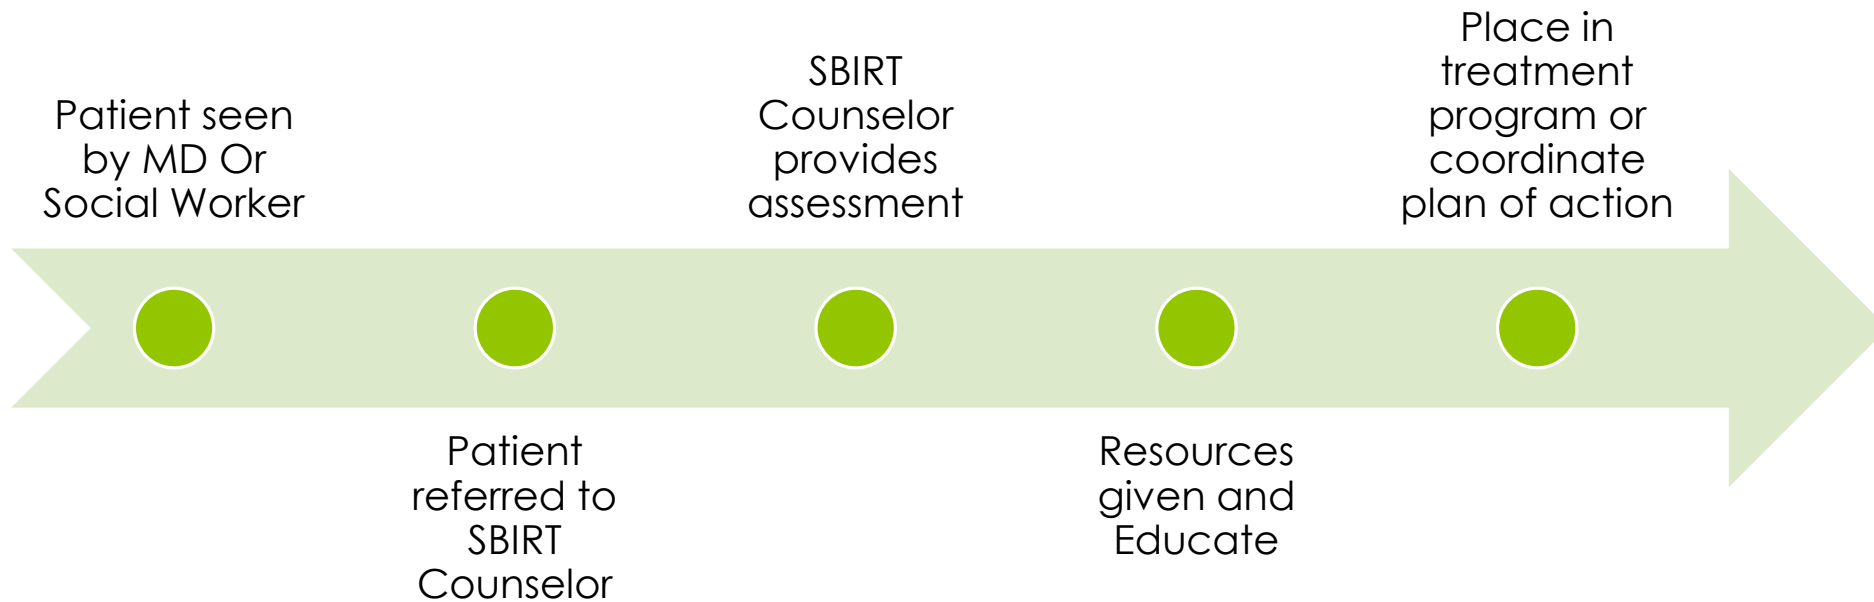 Patient seen
by MD Or
Social Worker
Patient
referred to
SBIRT
Counselor
SBIRT
Counselor
provides
assessment
Resources
given and
Educate
Place in
treatment
program or
coordinate
plan of action